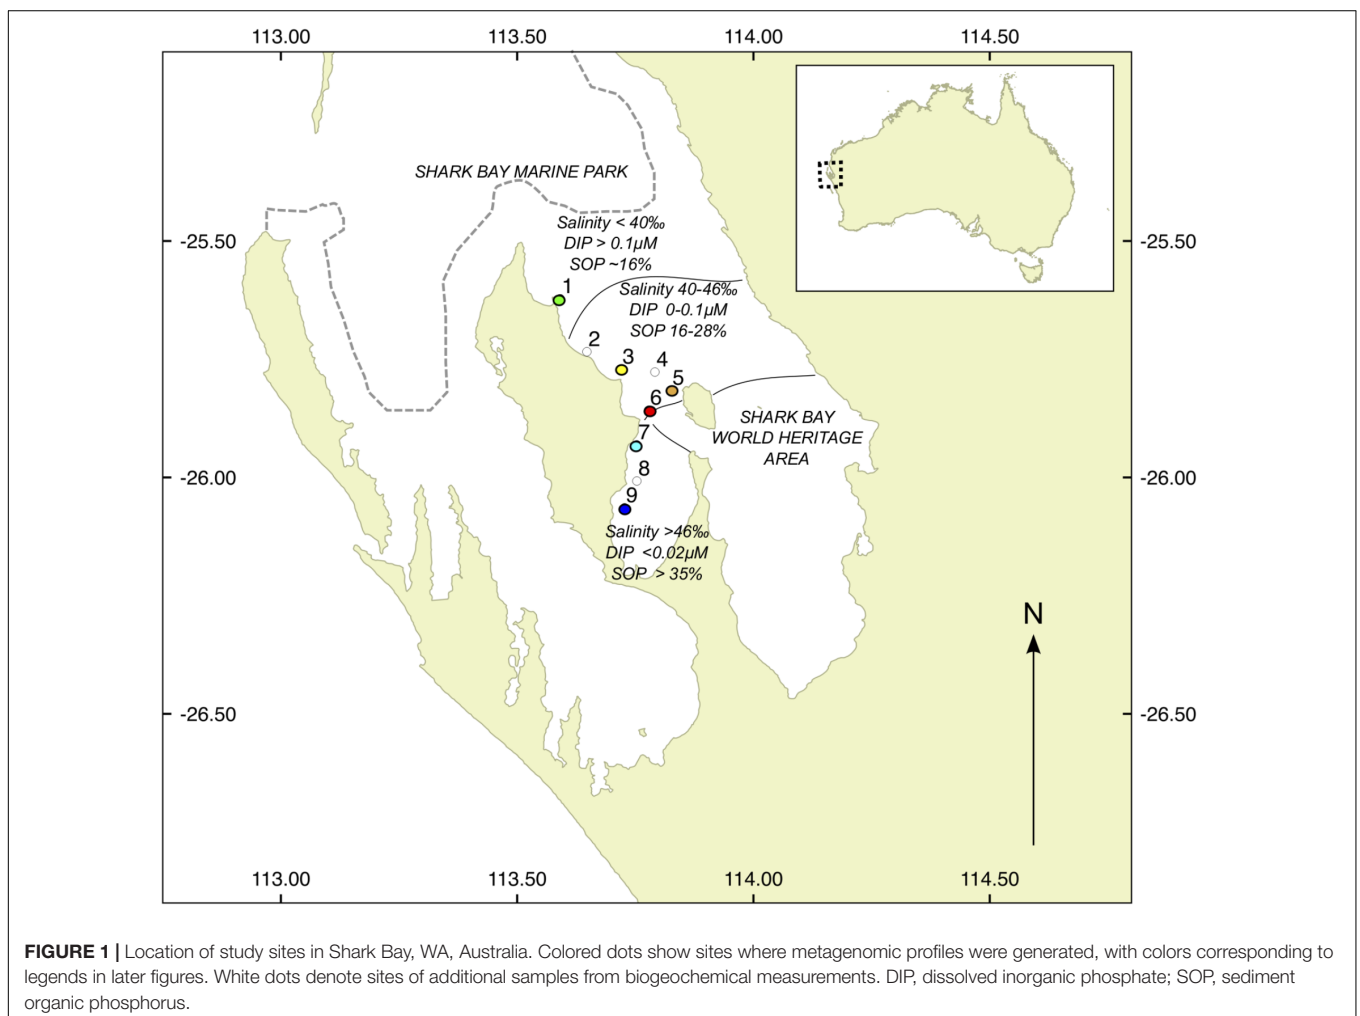 113.00 113.50 114.00 114.50
SHARK BAY MARINE PARK
Salinity < 40‰
DIP > 0.1µM
SOP ~16%
-25.50 -25.50
1
Salinity 40-46‰
DIP 0-0.1µM
SOP 16-28%
2
3
4
5
6
SHARK BAY
WORLD HERITAGE
AREA
7
8
-26.00 -26.00
9
Salinity >46‰
DIP <0.02µM
SOP > 35%
N
-26.50 -26.50
113.00 113.50 114.00 114.50
FIGURE 1 | Location of study sites in Shark Bay, WA, Australia. Colored dots show sites where metagenomic profiles were generated, with colors corresponding to
legends in later figures. White dots denote sites of additional samples from biogeochemical measurements. DIP, dissolved inorganic phosphate; SOP, sediment
organic phosphorus.